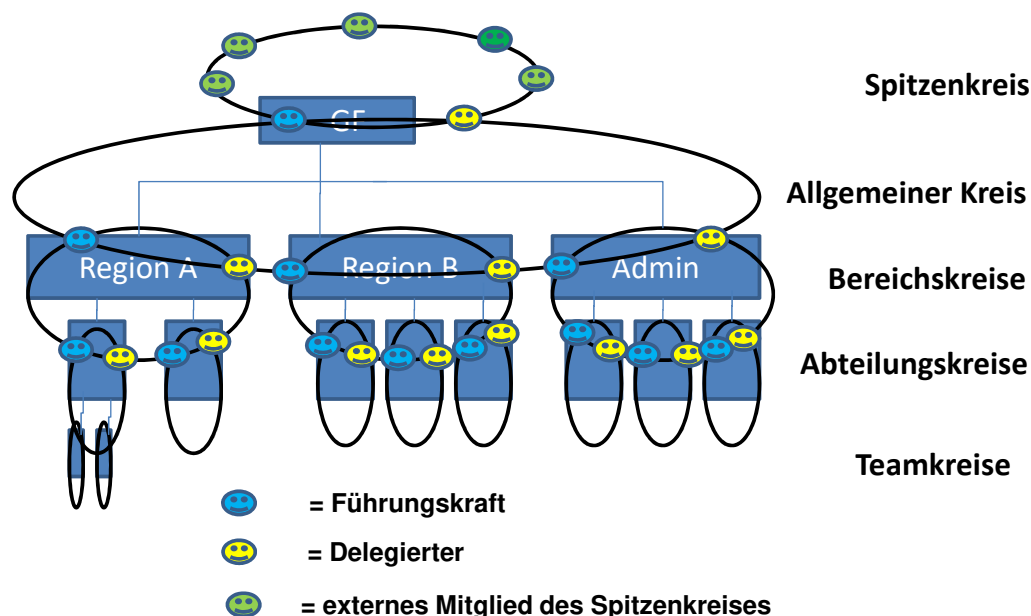 Spitzenkreis
GF
Allgemeiner Kreis
Region A
Region B
Admin
Bereichskreise
Abteilungskreise
Teamkreise
= Führungskraft
= Delegierter
= externes Mitglied des Spitzenkreises